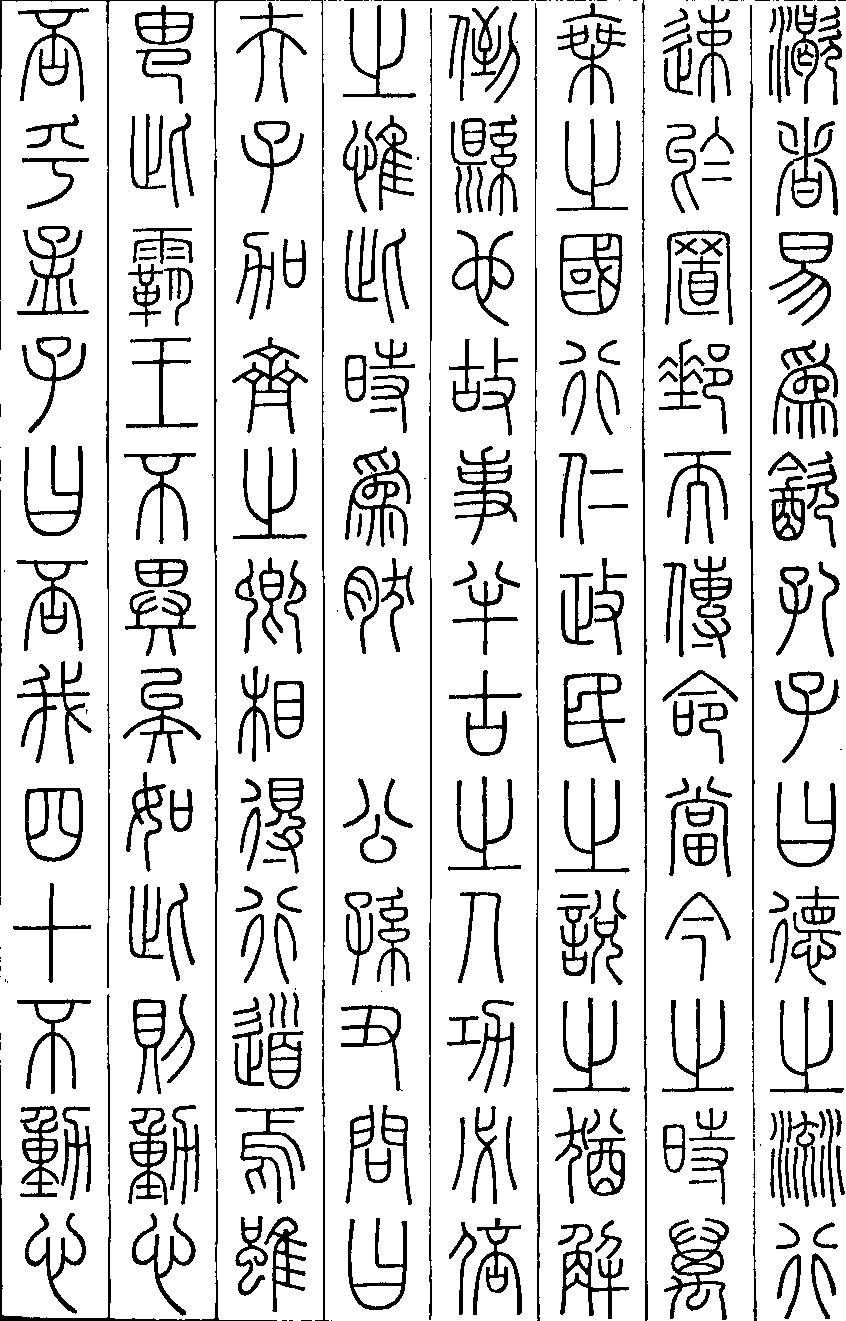 渴者易為飲孔子曰德之流行
速於置郵而傳命當今之時萬
乘之國行仁政民之說之猶解
倒縣也故事半古之人功必倍
之惟此時為然　公孫丑問曰
夫子加齊之卿相得行道焉雖
由此霸王不異矣如此則動心
否乎孟子曰否我四十不動心